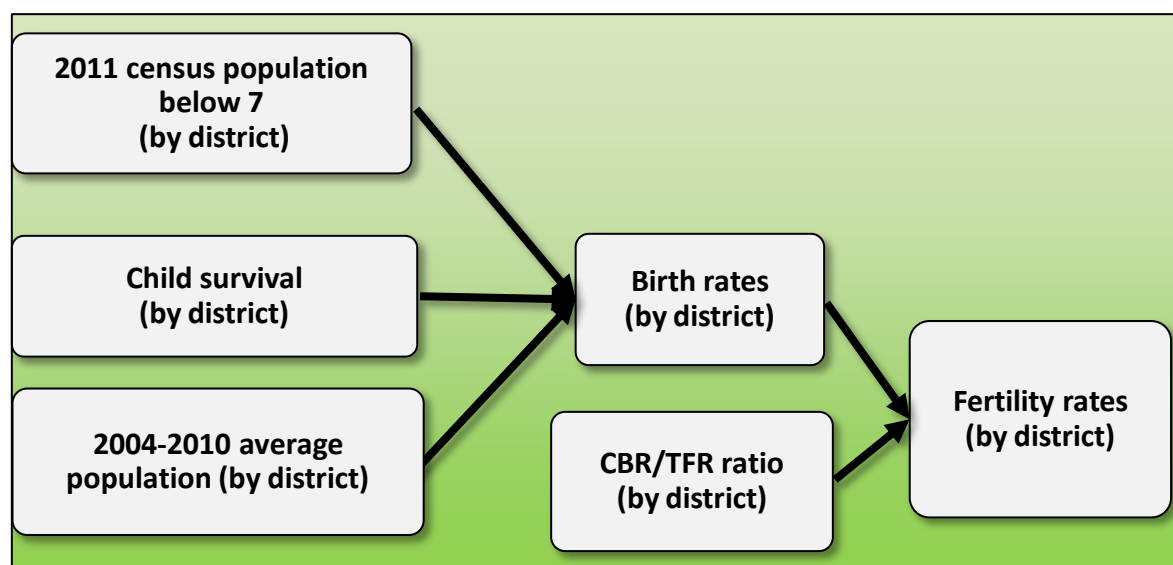 2011 census population
below 7
(by district)
Child survival
(by district)
2004-2010 average
population (by district)
Birth rates
(by district)
CBR/TFR ratio
(by district)
Fertility rates
(by district)